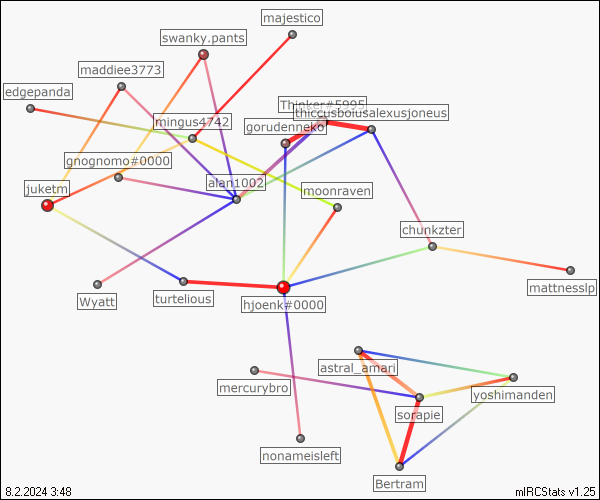 majestico
swanky.pants
maddiee3773
edgepanda
Thinker#5995
thiccusbousalexusjoneus
mingus4742
gorudenneko
gnognomo#0000
juketm
alan1002
moonraven
chunkzter
Wyatt
turtelious
hjoenk#0000
mattnesslp
astral_amari
mercurybro
yoshimanden
sorapie
nonameisleft
Bertram
8.2.2024 3:48
mIRCStats v1.25